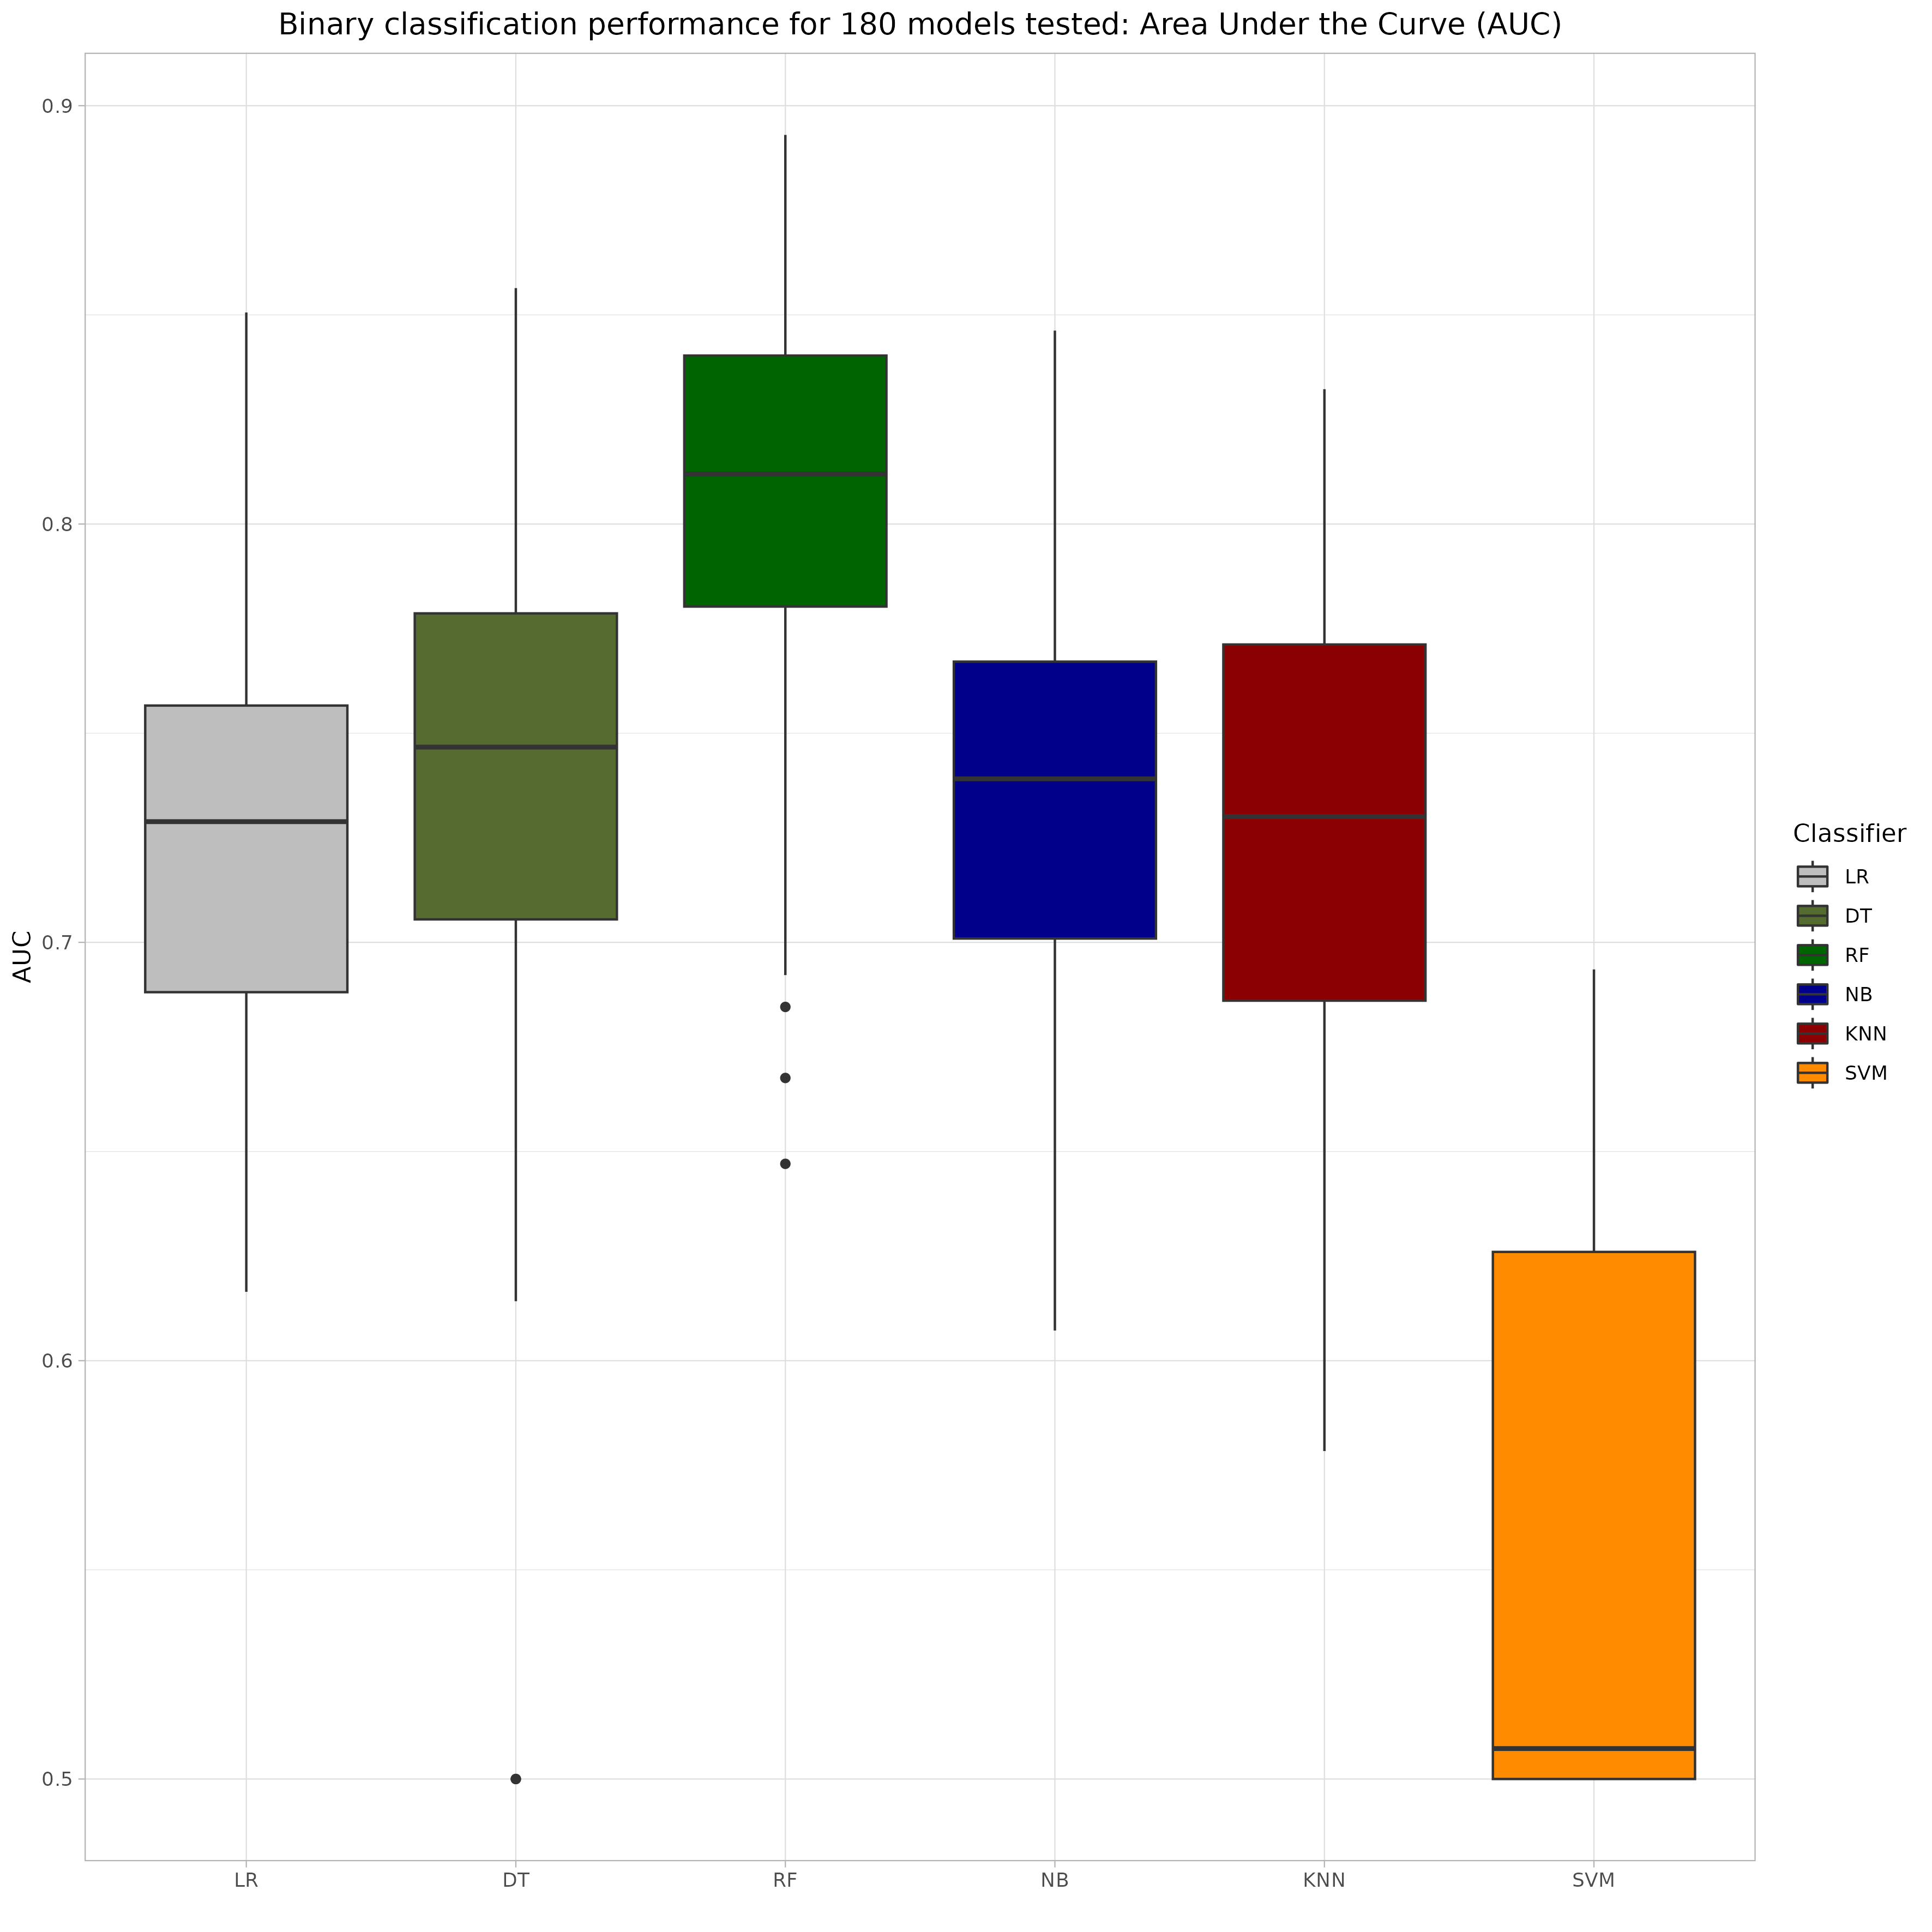 Binary classification performance for 180 models tested: Area Under the Curve (AUC)
AUC
0.9
0.8
0.7
0.6
0.5
LR
DT
RF
NB
KNN
SVM
Classifier
LR
DT
RF
NB
KNN
SVM